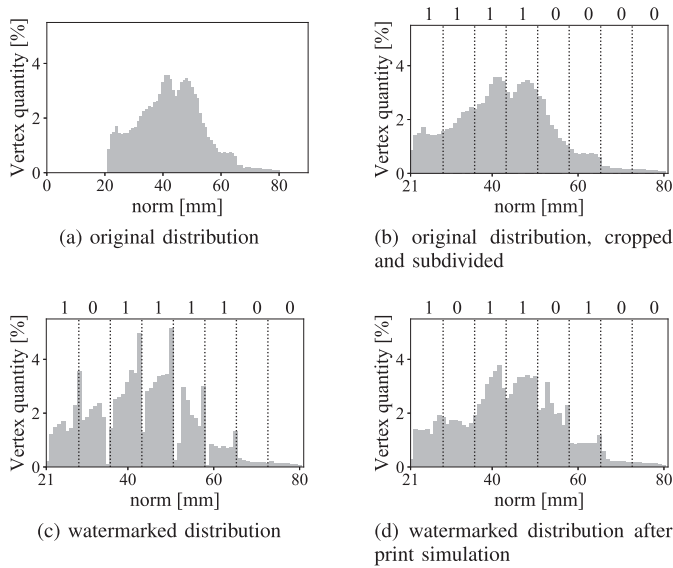 Vertex quantity [%]
4
2
0
0 20 40 60 80
norm [mm]
(a) original distribution
1 1 1 1 0 0 0 0
Vertex quantity [%]
4
2
0
21 40 60 80
norm [mm]
(b) original distribution, cropped
and subdivided
1 0 1 1 1 1 0 0
Vertex quantity [%]
4
2
0
21 40 60 80
norm [mm]
(c) watermarked distribution
1 0 1 1 0 1 0 0
Vertex quantity [%]
4
2
0
21 40 60 80
norm [mm]
(d) watermarked distribution after
print simulation